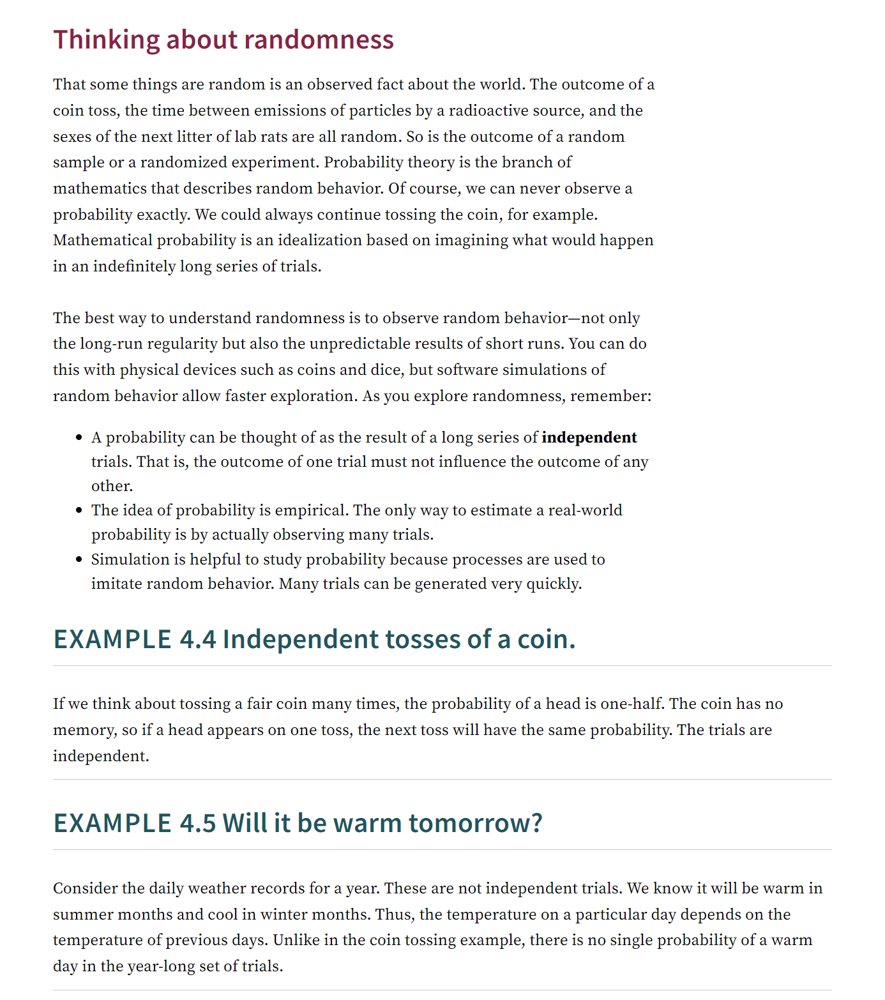 Thinking about randomness
That some things are random is an observed fact about the world. The outcome of a
coin toss, the time between emissions of particles by a radioactive source, and the
sexes of the next litter of lab rats are all random. So is the outcome of a random
sample or a randomized experiment. Probability theory is the branch of
mathematics that describes random behavior. Of course, we can never observe a
probability exactly. We could always continue tossing the coin, for example.
Mathematical probability is an idealization based on imagining what would happen
in an indefinitely long series of trials.
The best way to understand randomness is to observe random behavior—not only
the long-run regularity but also the unpredictable results of short runs. You can do
this with physical devices such as coins and dice, but software simulations of
random behavior allow faster exploration. As you explore randomness, remember:
• A probability can be thought of as the result of a long series of independent
trials. That is, the outcome of one trial must not influence the outcome of any
other.
• The idea of probability is empirical. The only way to estimate a real-world
probability is by actually observing many trials.
• Simulation is helpful to study probability because processes are used to
imitate random behavior. Many trials can be generated very quickly.
EXAMPLE 4.4 Independent tosses of a coin.
If we think about tossing a fair coin many times, the probability of a head is one-half. The coin has no
memory, so if a head appears on one toss, the next toss will have the same probability. The trials are
independent.
EXAMPLE 4.5 Will it be warm tomorrow?
Consider the daily weather records for a year. These are not independent trials. We know it will be warm in
summer months and cool in winter months. Thus, the temperature on a particular day depends on the
temperature of previous days. Unlike in the coin tossing example, there is no single probability of a warm
day in the year-long set of trials.